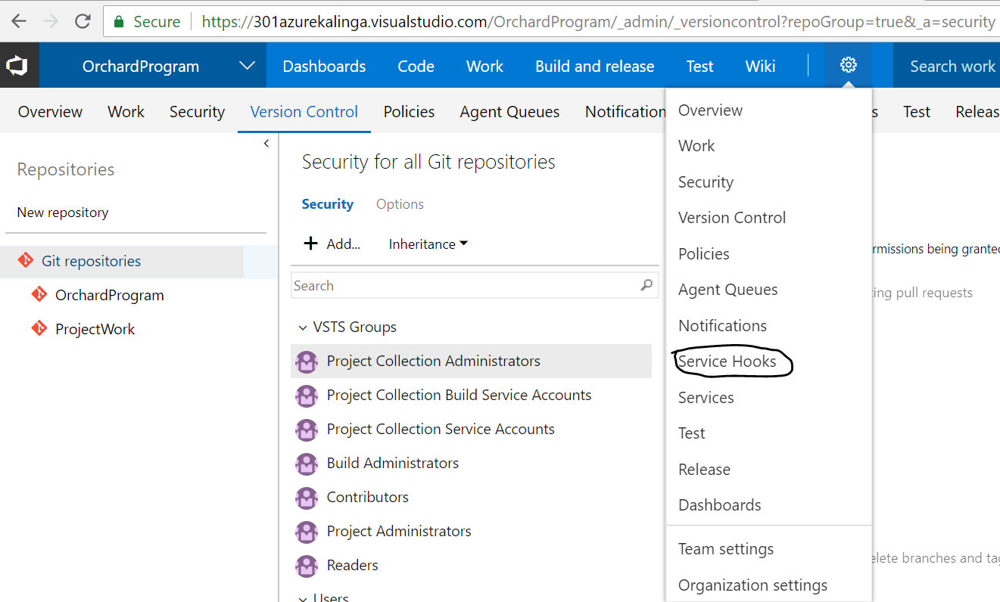 Secure https://301azurekalinga.visualstudio.com/OrchardProgram/_admin/_versioncontrol?repoGroup=true&_a=security
OrchardProgram Dashboards Code Work Build and release Test Wiki Search work
Overview Work Security Version Control Policies Agent Queues Notification s Test Releas
Repositories
New repository
Git repositories
OrchardProgram
ProjectWork
Security for all Git repositories
Security Options
Add... Inheritance
Search
VSTS Groups
Project Collection Administrators
Project Collection Build Service Accounts
Project Collection Service Accounts
Build Administrators
Contributors
Project Administrators
Readers
Users
Overview
Work
Security
Version Control
Policies
Agent Queues
Notifications
Service Hooks
Services
Test
Release
Dashboards
Team settings
Organization settings
rmissions being granted
ting pull requests
elete branches and tag